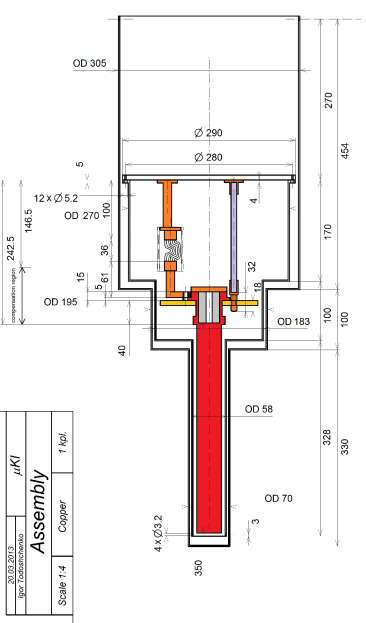 OD 305
Ø 290
Ø 280
270
454
5
12 x Ø 5.2
OD 270
100
4
170
242.5
146.5
compensation region
36
15
5
61
32
18
OD 195
OD 183
100
100
40
OD 58
328
330
OD 70
4 x Ø3.2
3
350
20.03.2013
Igor Todoshchenko
µKI
Assembly
Scale 1:4
Copper
1 kpl.